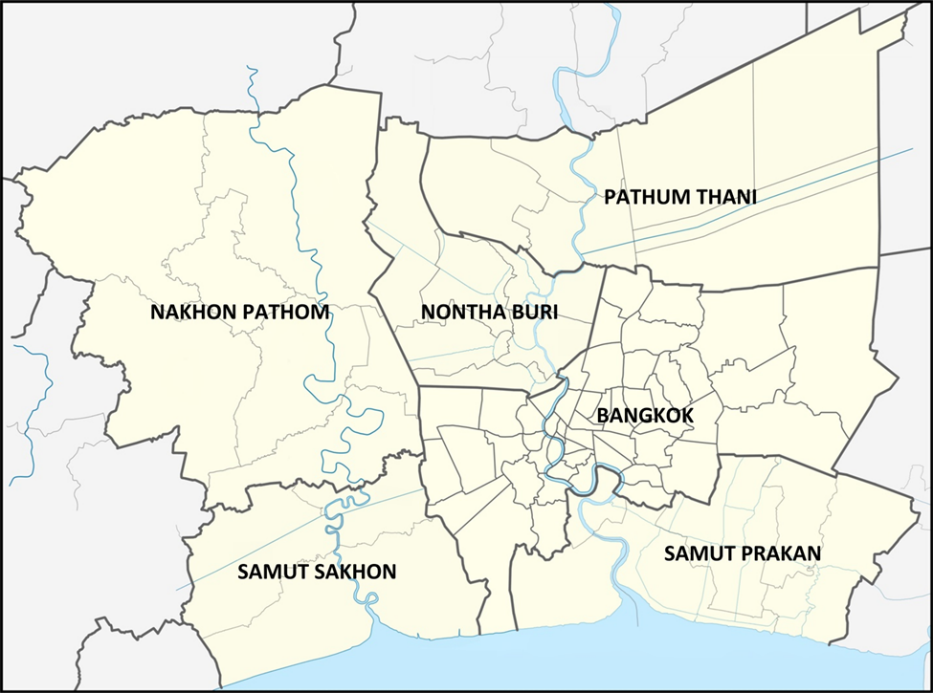 PATHUM THANI
NAKHON PATHOM
NONTHA BURI
BANGKOK
SAMUT PRAKAN
SAMUT SAKHON